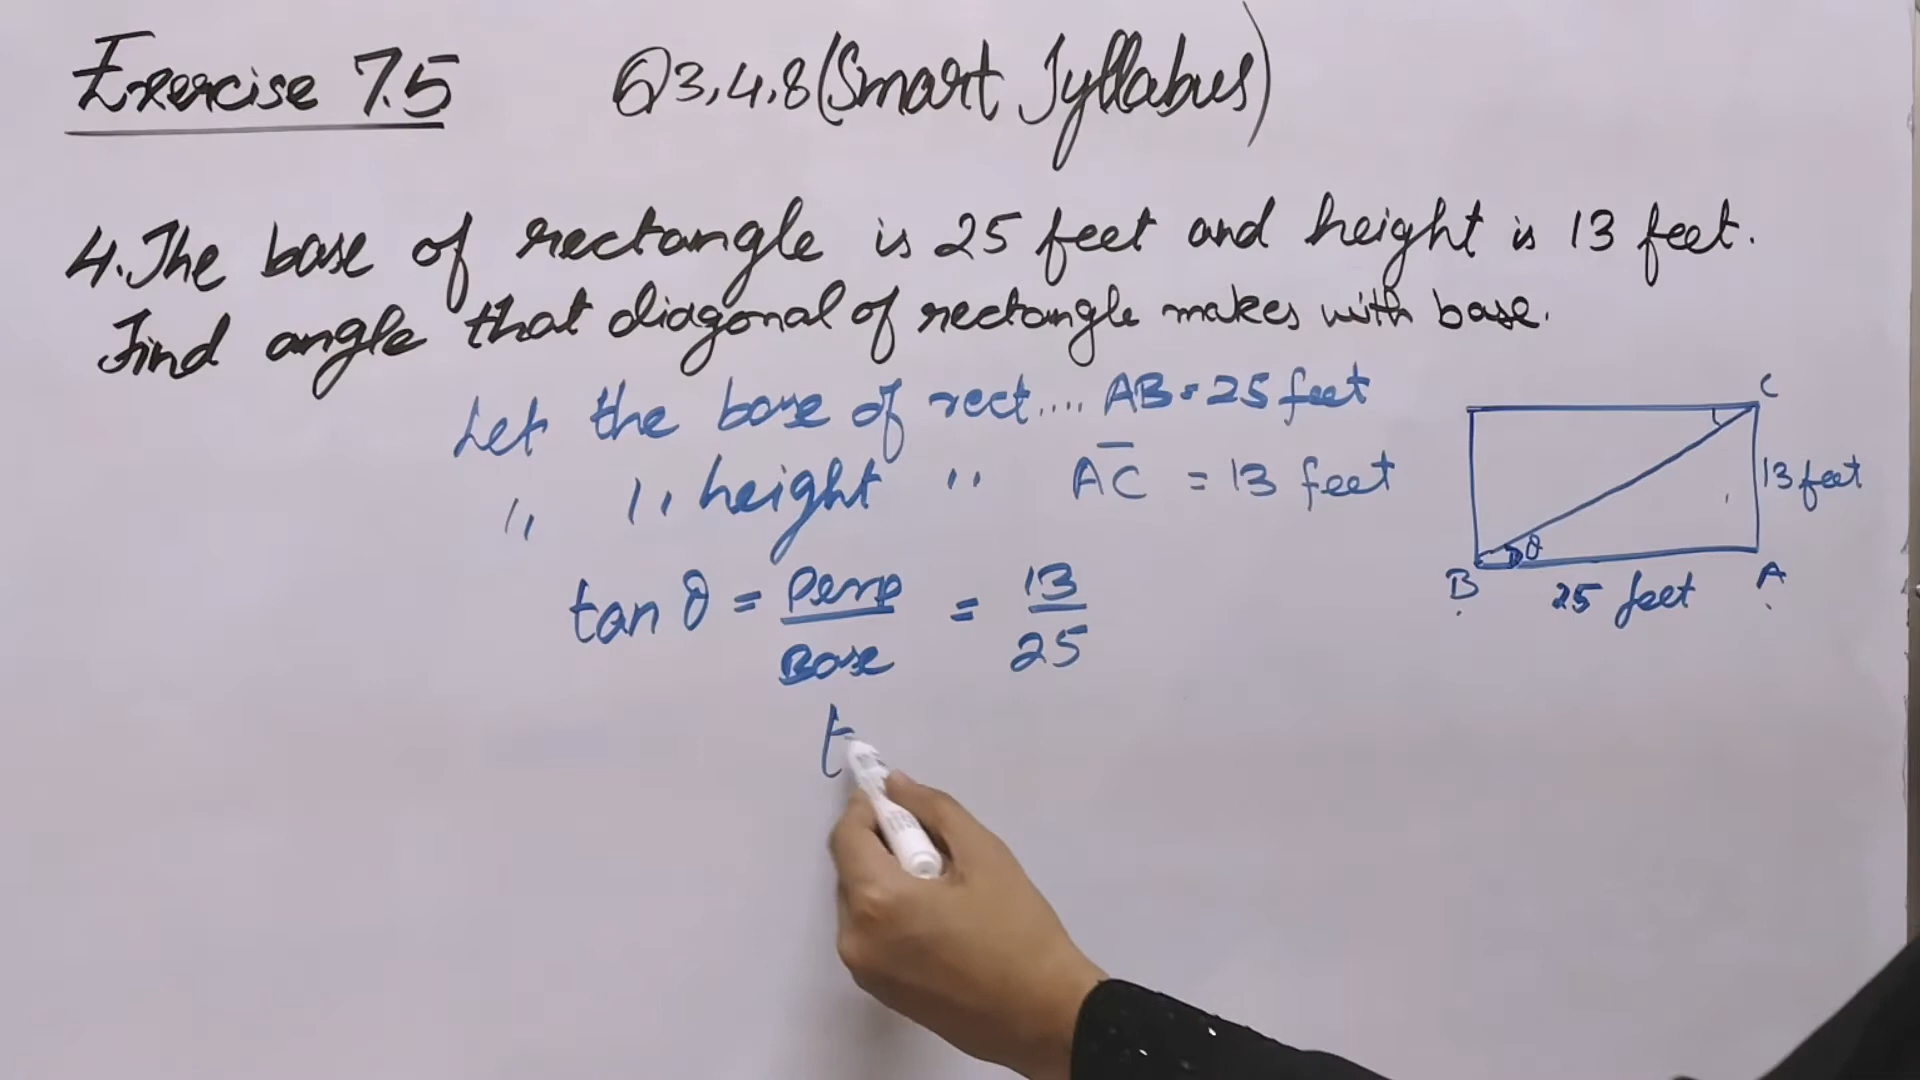 Exercise 7.5 Q3,4,8 (Smart Syllabus)
4. The base of rectangle is 25 feet and height is 13 feet.
Find angle that diagonal of rectangle makes with base.
Let the base of rect.... AB = 25 feet
,, ,, height ,, AC = 13 feet
tan θ = Perp / Base = 13 / 25
t
C
13 feet
θ
B 25 feet A